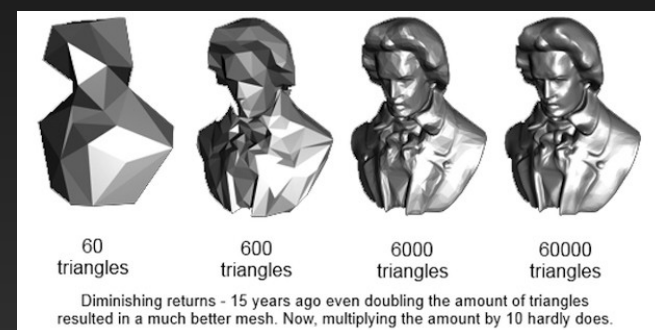 60
triangles
600
triangles
6000
triangles
60000
triangles
Diminishing returns - 15 years ago even doubling the amount of triangles
resulted in a much better mesh. Now, multiplying the amount by 10 hardly does.